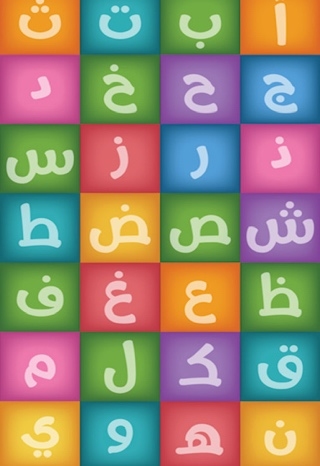 أ ب ت ث
ج ح خ د
ذ ر ز س
ش ص ض ط
ظ ع غ ف
ق ك ل م
ن هـ و ي